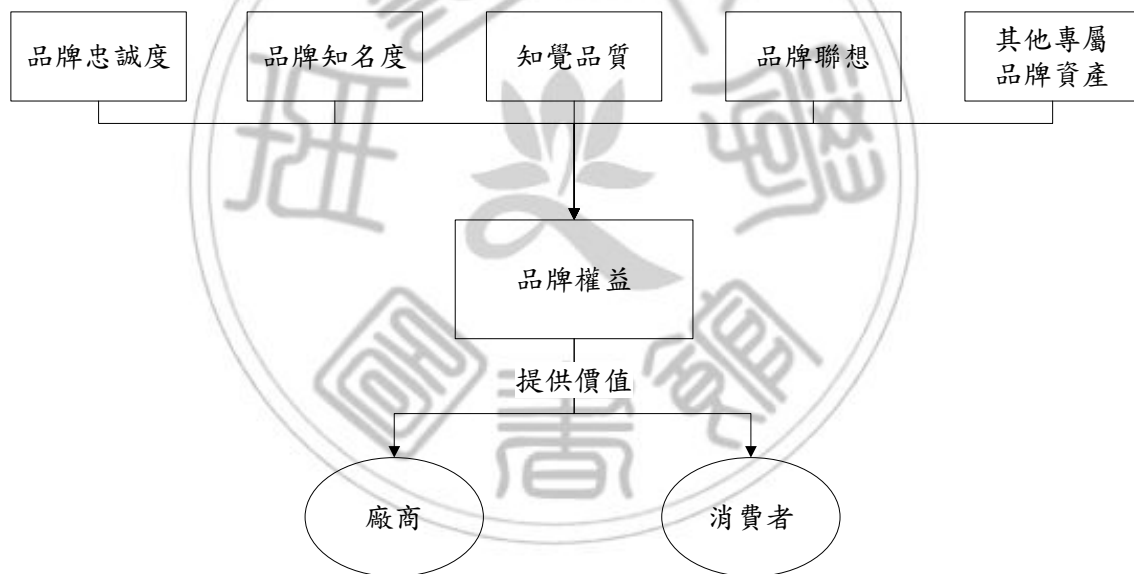 品牌忠誠度
品牌知名度
知覺品質
品牌聯想
其他專屬
品牌資產
品牌權益
提供價值
廠商
消費者